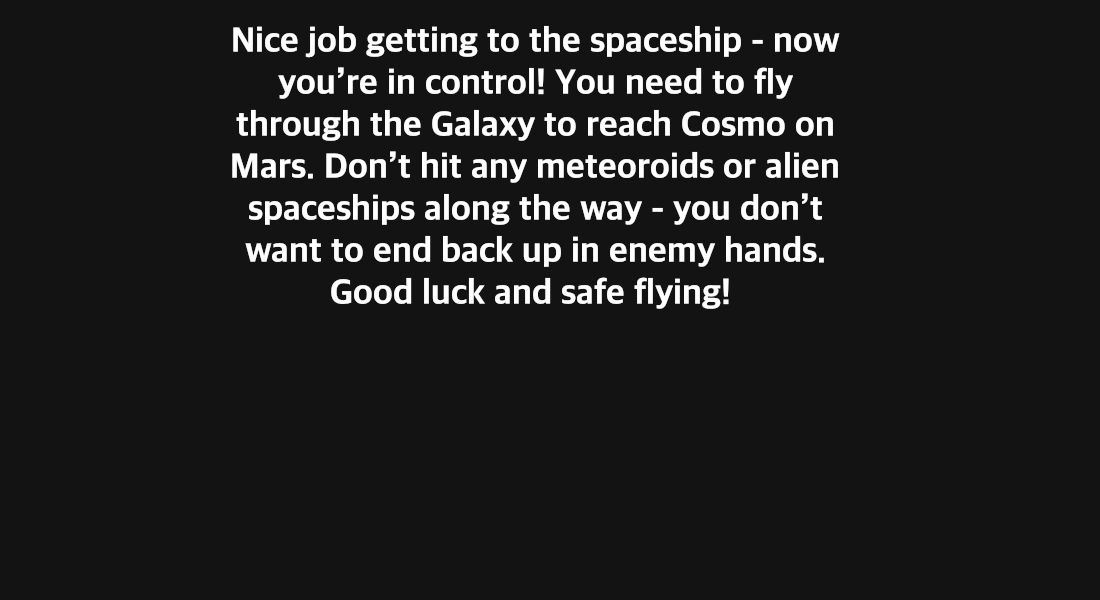 Nice job getting to the spaceship - now
you’re in control! You need to fly
through the Galaxy to reach Cosmo on
Mars. Don’t hit any meteoroids or alien
spaceships along the way - you don’t
want to end back up in enemy hands.
Good luck and safe flying!